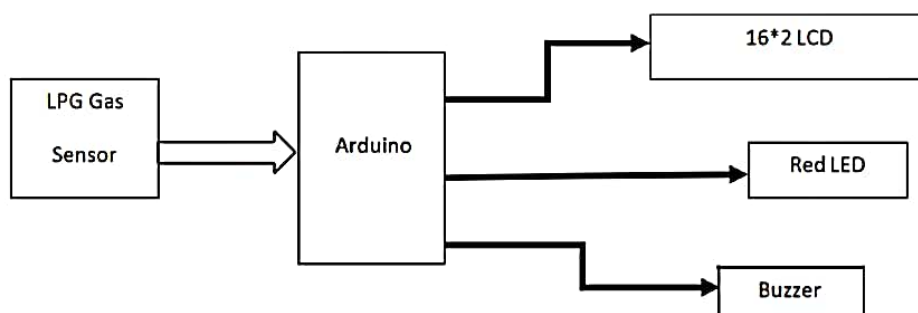 16*2 LCD
LPG Gas
Sensor
Arduino
Red LED
Buzzer